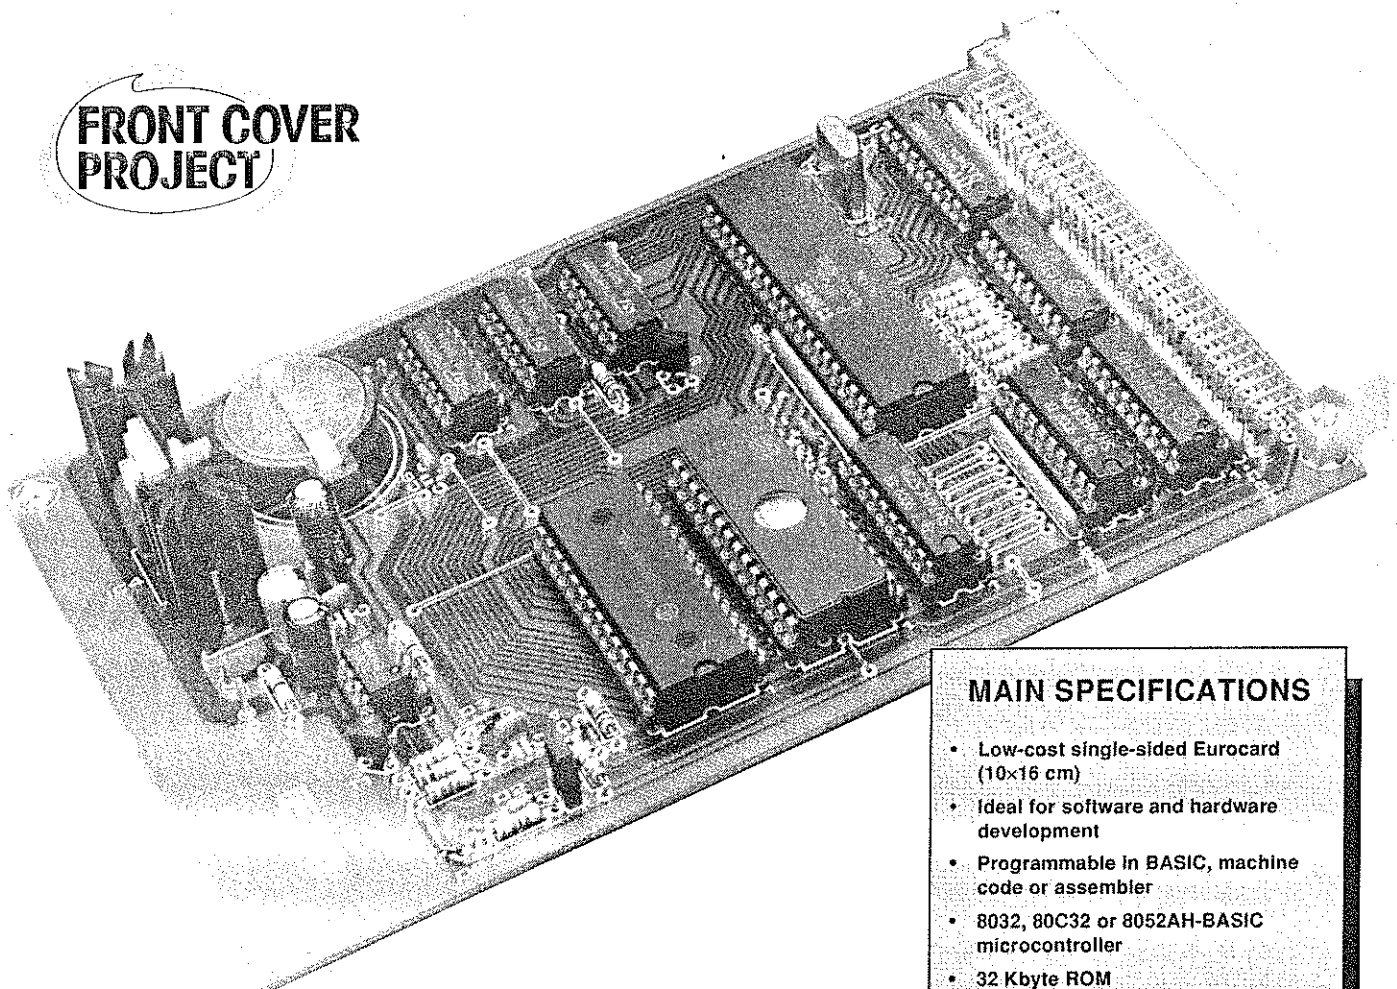 FRONT COVER
PROJECT
MAIN SPECIFICATIONS
• Low-cost single-sided Eurocard
(10×16 cm)
• Ideal for software and hardware
development
• Programmable in BASIC, machine
code or assembler
• 8032, 80C32 or 8052AH-BASIC
microcontroller
• 32 Kbyte ROM